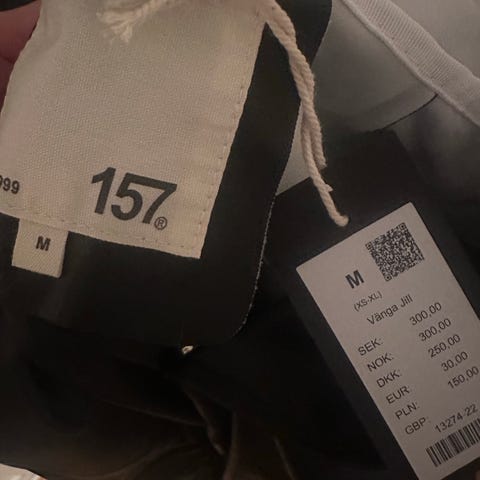 999
157®
M
M
(XS-XL)
Vänga Jill
SEK: 300,00
NOK: 300,00
DKK: 250,00
EUR: 30,00
PLN: 150,00
GBP:
13274 22